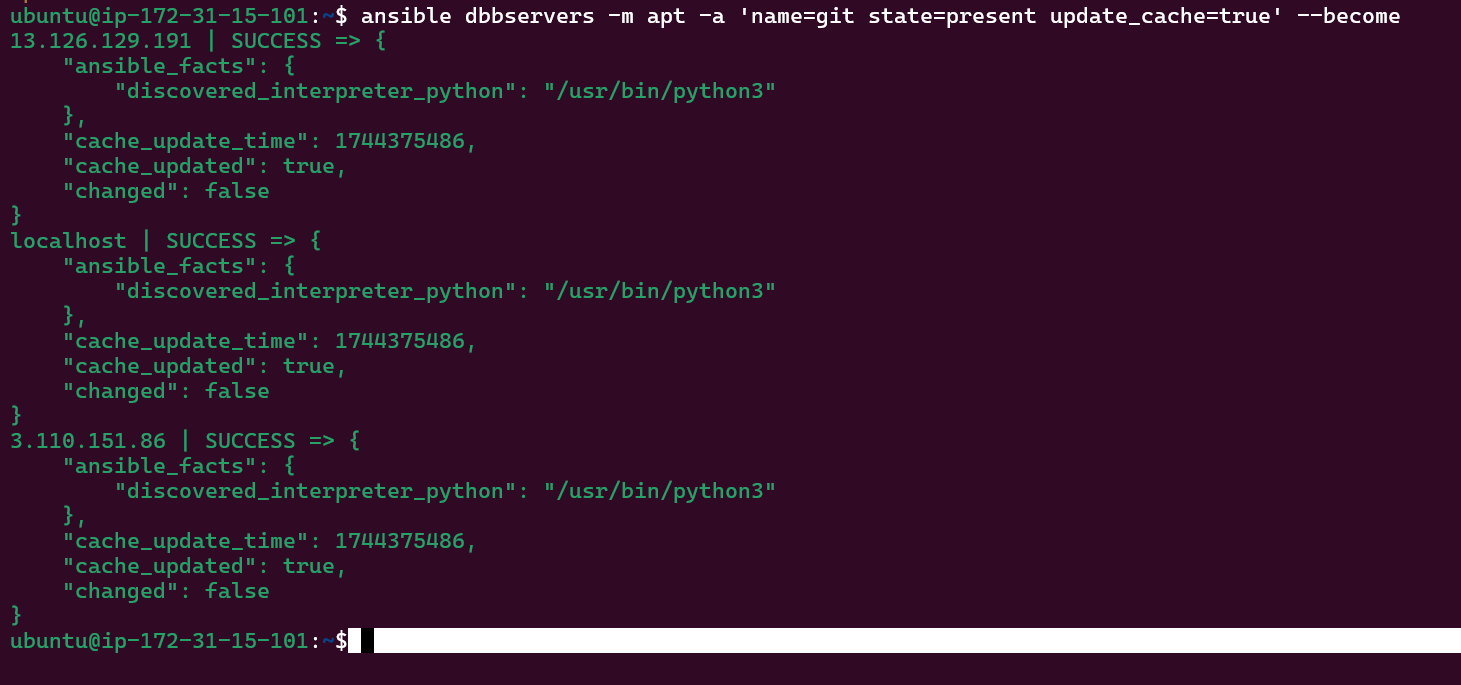 ubuntu@ip-172-31-15-101:~$ ansible dbbservers -m apt -a 'name=git state=present update_cache=true' --become
13.126.129.191 | SUCCESS => {
    "ansible_facts": {
        "discovered_interpreter_python": "/usr/bin/python3"
    },
    "cache_update_time": 1744375486,
    "cache_updated": true,
    "changed": false
}
localhost | SUCCESS => {
    "ansible_facts": {
        "discovered_interpreter_python": "/usr/bin/python3"
    },
    "cache_update_time": 1744375486,
    "cache_updated": true,
    "changed": false
}
3.110.151.86 | SUCCESS => {
    "ansible_facts": {
        "discovered_interpreter_python": "/usr/bin/python3"
    },
    "cache_update_time": 1744375486,
    "cache_updated": true,
    "changed": false
}
ubuntu@ip-172-31-15-101:~$